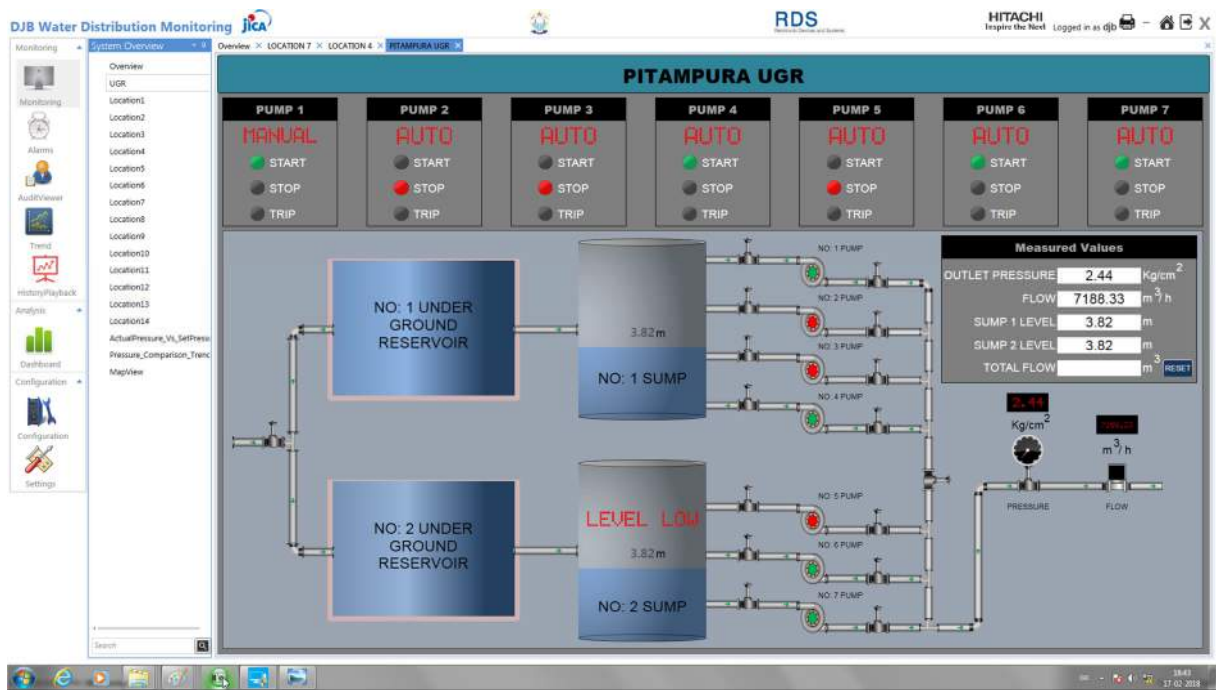 DJB Water Distribution Monitoring
jica
RDS
HITACHI
Inspire the Next
Logged in as djb
Monitoring
System Overview
Overview
LOCATION 7
LOCATION 4
PITAMPURA UGR
Monitoring
Alarms
AuditViewer
Trend
HistoryPlayback
Analysis
Dashboard
Configuration
Configuration
Settings
Overview
UGR
Location1
Location2
Location3
Location4
Location5
Location6
Location7
Location8
Location9
Location10
Location11
Location12
Location13
Location14
ActualPressure_Vs_SetPressu
Pressure_Comparison_Trenc
MapView
Search
PITAMPURA UGR
PUMP 1
MANUAL
START
STOP
TRIP
PUMP 2
AUTO
START
STOP
TRIP
PUMP 3
AUTO
START
STOP
TRIP
PUMP 4
AUTO
START
STOP
TRIP
PUMP 5
AUTO
START
STOP
TRIP
PUMP 6
AUTO
START
STOP
TRIP
PUMP 7
AUTO
START
STOP
TRIP
NO: 1 UNDER
GROUND
RESERVOIR
3.82m
NO: 1 SUMP
NO: 1 PUMP
NO: 2 PUMP
NO: 3 PUMP
NO: 4 PUMP
NO: 2 UNDER
GROUND
RESERVOIR
LEVEL LOW
3.82m
NO: 2 SUMP
NO: 5 PUMP
NO: 6 PUMP
NO: 7 PUMP
Measured Values
OUTLET PRESSURE 2.44 Kg/cm2
FLOW 7188.33 m3/ h
SUMP 1 LEVEL 3.82 m
SUMP 2 LEVEL 3.82 m
TOTAL FLOW m3 RESET
2.44
Kg/cm2
m3/ h
PRESSURE
FLOW
17-02-2018